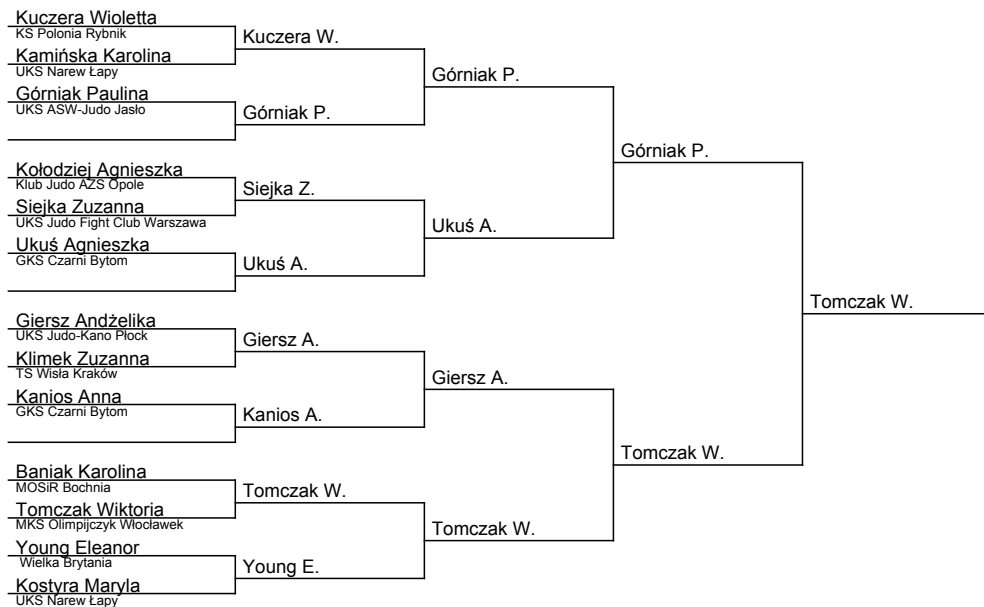 Kuczera Wioletta
KS Polonia Rybnik
Kamińska Karolina
UKS Narew Łapy
Górniak Paulina
UKS ASW-Judo Jasło
Kołodziej Agnieszka
Klub Judo AZS Opole
Siejka Zuzanna
UKS Judo Fight Club Warszawa
Ukuś Agnieszka
GKS Czarni Bytom
Giersz Andżelika
UKS Judo-Kano Płock
Klimek Zuzanna
TS Wisła Kraków
Kanios Anna
GKS Czarni Bytom
Baniak Karolina
MOSiR Bochnia
Tomczak Wiktoria
MKS Olimpijczyk Włocławek
Young Eleanor
Wielka Brytania
Kostyra Maryla
UKS Narew Łapy
Kuczera W.
Górniak P.
Siejka Z.
Ukuś A.
Giersz A.
Kanios A.
Tomczak W.
Young E.
Górniak P.
Ukuś A.
Giersz A.
Tomczak W.
Górniak P.
Tomczak W.
Tomczak W.